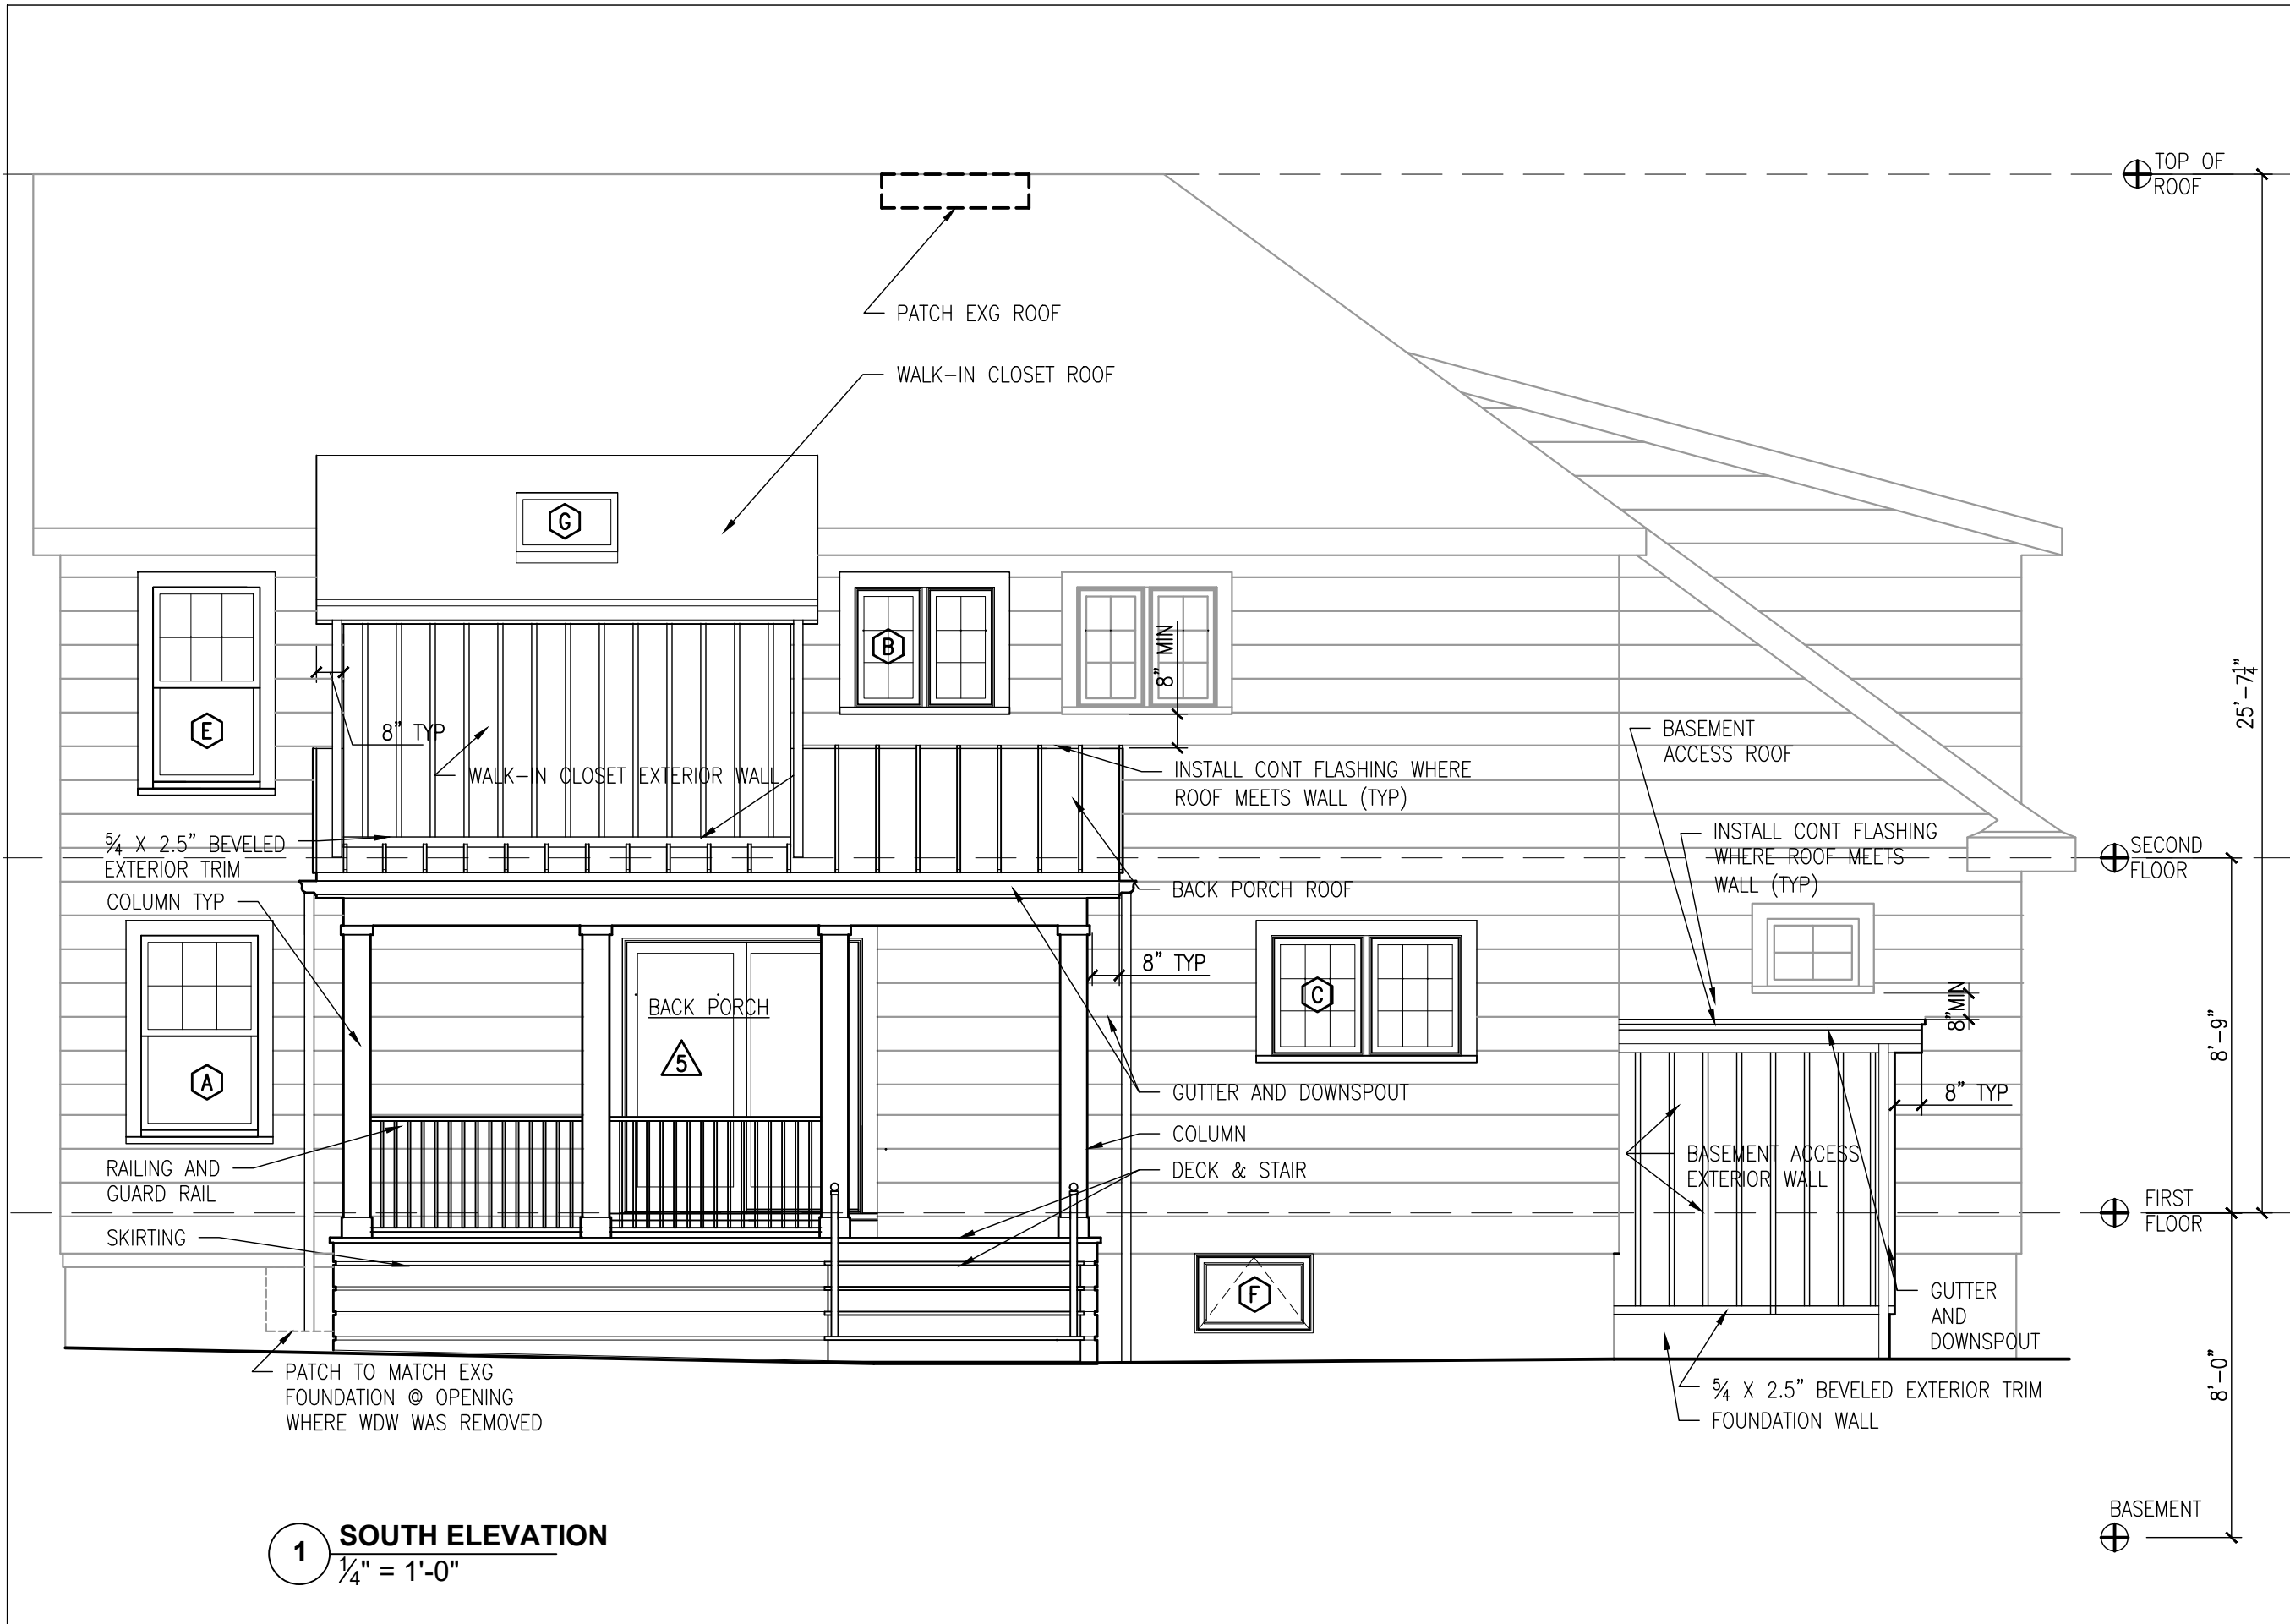 TOP OF
ROOF
PATCH EXG ROOF
WALK-IN CLOSET ROOF
G
B
8" MIN
E
8" TYP
25'-7 1/4"
BASEMENT
ACCESS ROOF
WALK-IN CLOSET EXTERIOR WALL
INSTALL CONT FLASHING WHERE
ROOF MEETS WALL (TYP)
5/4 X 2.5" BEVELED
EXTERIOR TRIM
INSTALL CONT FLASHING
WHERE ROOF MEETS
WALL (TYP)
SECOND
FLOOR
COLUMN TYP
BACK PORCH ROOF
8" TYP
BACK PORCH
C
8"MIN
8'-9"
5
A
GUTTER AND DOWNSPOUT
8" TYP
COLUMN
RAILING AND
GUARD RAIL
DECK & STAIR
BASEMENT ACCESS
EXTERIOR WALL
FIRST
FLOOR
SKIRTING
F
GUTTER
AND
DOWNSPOUT
PATCH TO MATCH EXG
FOUNDATION @ OPENING
WHERE WDW WAS REMOVED
5/4 X 2.5" BEVELED EXTERIOR TRIM
FOUNDATION WALL
8'-0"
BASEMENT
1
SOUTH ELEVATION
1/4" = 1'-0"